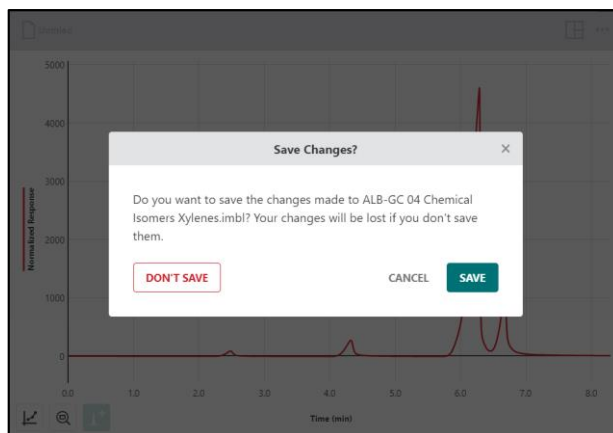 Untitled
5000
4000
Save Changes?
Do you want to save the changes made to ALB-GC 04 Chemical
Isomers Xylenes.imbl? Your changes will be lost if you don't save
them.
DON'T SAVE
CANCEL
SAVE
3000
2000
1000
0
Normalized Response
0.0
1.0
2.0
3.0
4.0
5.0
6.0
7.0
8.0
Time (min)